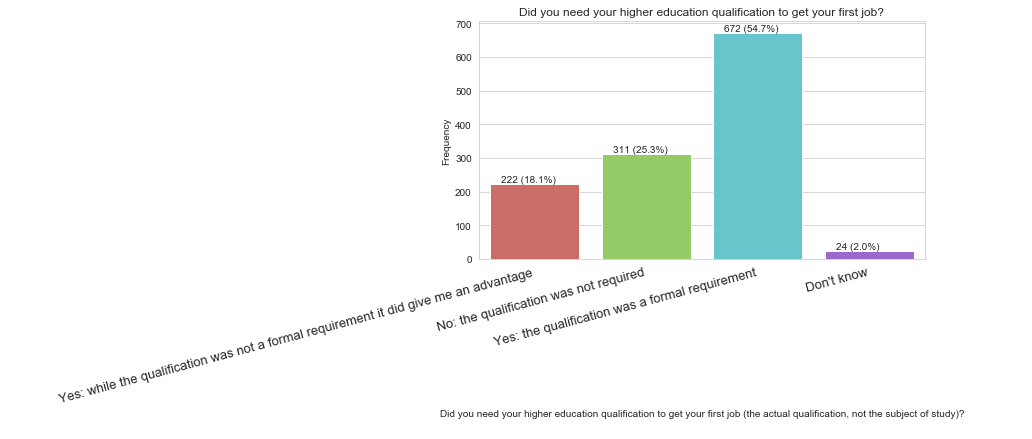 Did you need your higher education qualification to get your first job?
700
600
500
400
300
200
100
0
Frequency
222 (18.1%)
311 (25.3%)
672 (54.7%)
24 (2.0%)
Yes: while the qualification was not a formal requirement it did give me an advantage
No: the qualification was not required
Yes: the qualification was a formal requirement
Don't know
Did you need your higher education qualification to get your first job (the actual qualification, not the subject of study)?